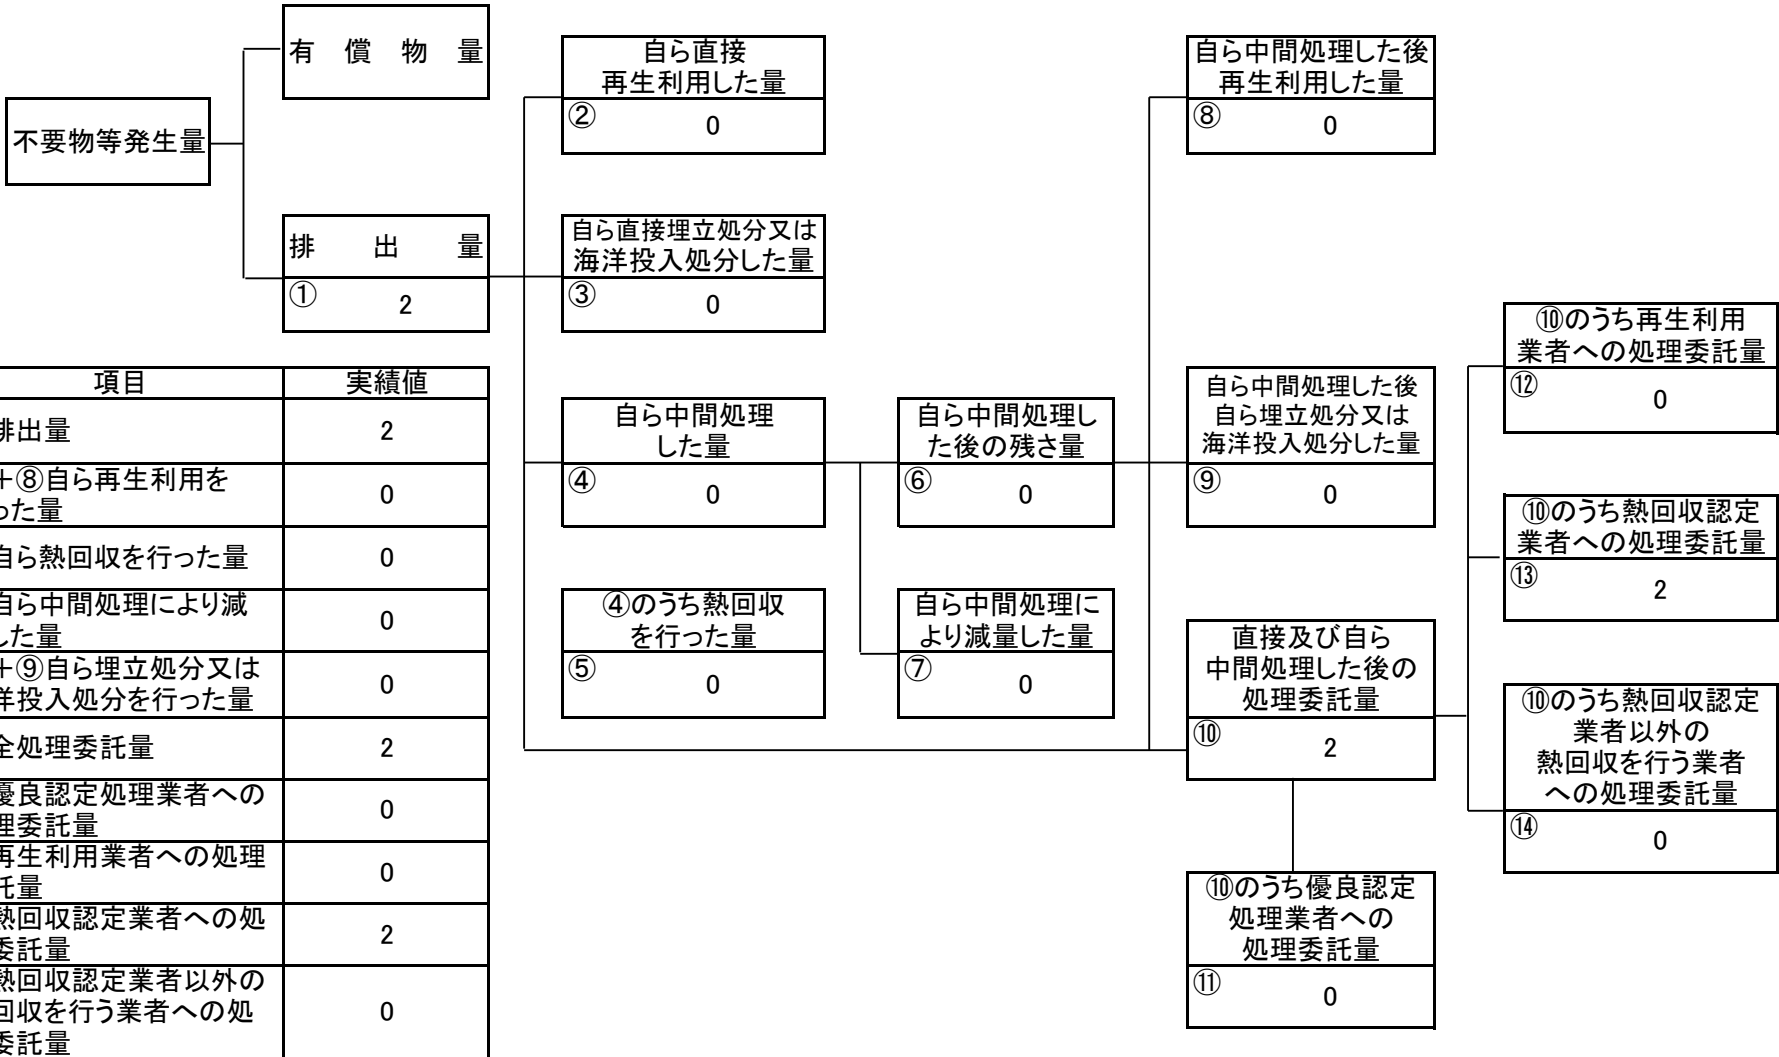 有償物量
不要物等発生量
排出量
① 2
自ら直接
再生利用した量
② 0
自ら直接埋立処分又は
海洋投入処分した量
③ 0
自ら中間処理
した量
④ 0
④のうち熱回収
を行った量
⑤ 0
自ら中間処理し
た後の残さ量
⑥ 0
自ら中間処理に
より減量した量
⑦ 0
自ら中間処理した後
再生利用した量
⑧ 0
自ら中間処理した後
自ら埋立処分又は
海洋投入処分した量
⑨ 0
直接及び自ら
中間処理した後の
処理委託量
⑩ 2
⑩のうち優良認定
処理業者への
処理委託量
⑪ 0
⑩のうち再生利用
業者への処理委託量
⑫ 0
⑩のうち熱回収認定
業者への処理委託量
⑬ 2
⑩のうち熱回収認定
業者以外の
熱回収を行う業者
への処理委託量
⑭ 0
項目 実績値
排出量 2
+⑧自ら再生利用を
った量 0
自ら熱回収を行った量 0
自ら中間処理により減
した量 0
+⑨自ら埋立処分又は
洋投入処分を行った量 0
全処理委託量 2
優良認定処理業者への
理委託量 0
再生利用業者への処理
託量 0
熱回収認定業者への処
委託量 2
熱回収認定業者以外の
回収を行う業者への処
委託量 0